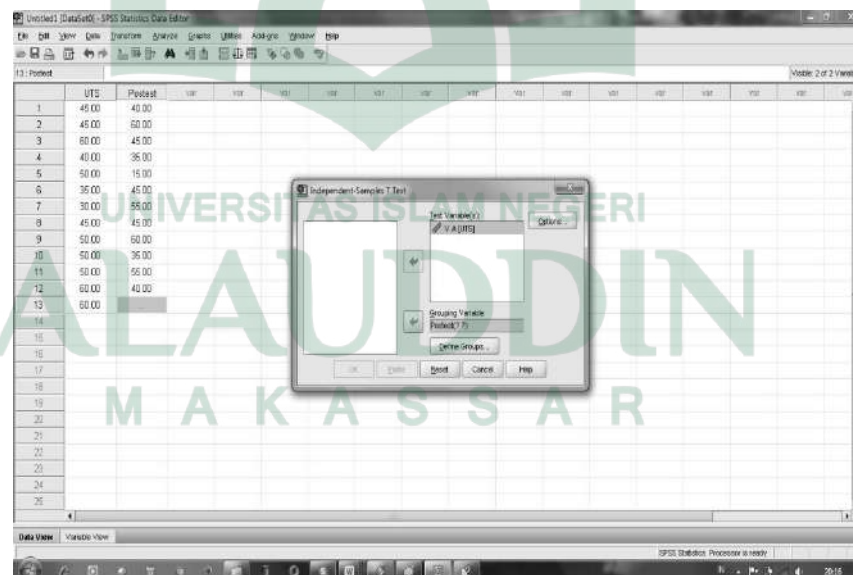 Untitled1 [DataSet0] - SPSS Statistics Data Editor
File Edit View Data Transform Analyze Graphs Utilities Add-ons Window Help
13 : Postest
Visible: 2 of 2 Variab
UTS Postest var var var var var var var var var var var var
1 45.00 40.00
2 45.00 60.00
3 60.00 45.00
4 40.00 35.00
5 50.00 15.00
6 35.00 45.00
7 30.00 55.00
8 45.00 45.00
9 50.00 60.00
10 50.00 35.00
11 50.00 55.00
12 60.00 40.00
13 60.00 .
14
15
16
17
18
19
20
21
22
23
24
25
Independent-Samples T Test
Test Variable(s):
V A [UTS]
Options...
Grouping Variable:
Postest(? ?)
Define Groups...
OK Paste Reset Cancel Help
UNIVERSITAS ISLAM NEGERI
ALAUDDIN
MAKASSAR
Data View Variable View
SPSS Statistics Processor is ready
IN 20:16